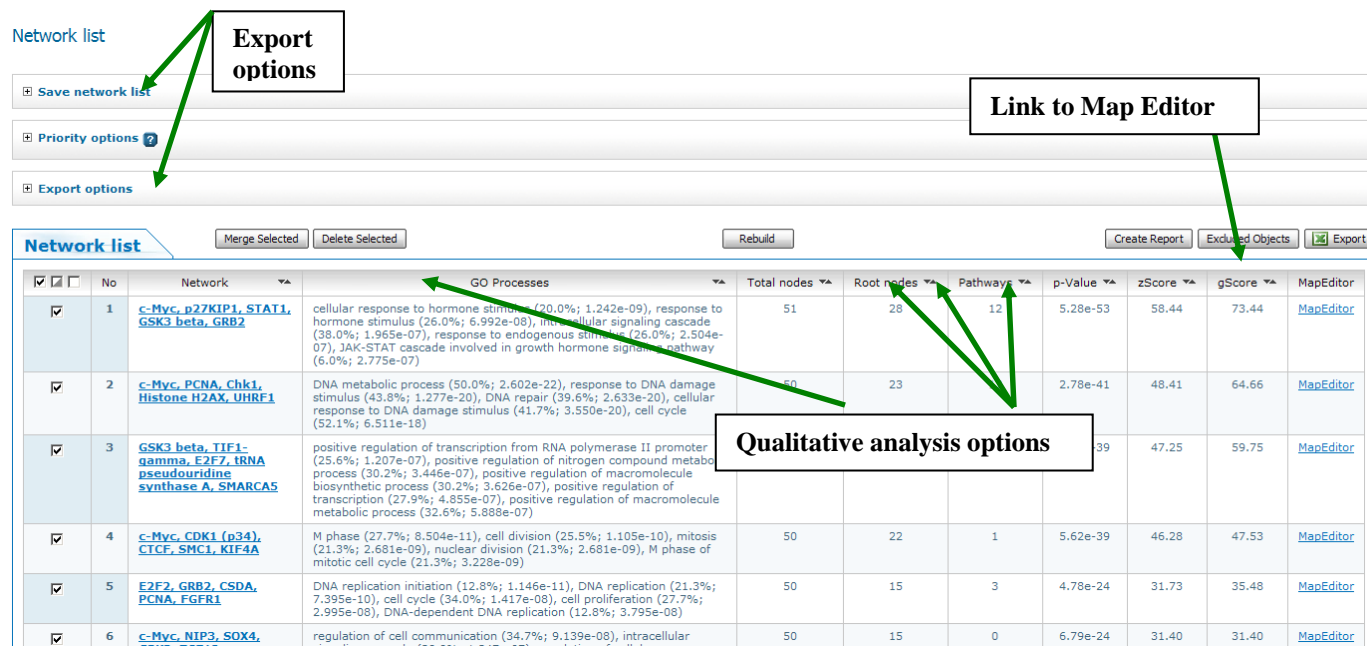 Network list
Export
options
Save network list
Link to Map Editor
Priority options ?
Export options
Network list
Merge Selected Delete Selected Rebuild Create Report Excluded Objects Export
No Network GO Processes Total nodes Root nodes Pathways p-Value zScore gScore MapEditor
1 c-Myc, p27KIP1, STAT1, cellular response to hormone stimulus (20.0%; 1.242e-09), response to 51 28 12 5.28e-53 58.44 73.44 MapEditor
GSK3 beta, GRB2 hormone stimulus (26.0%; 6.992e-08), intracellular signaling cascade
(38.0%; 1.965e-07), response to endogenous stimulus (26.0%; 2.504e-
07), JAK-STAT cascade involved in growth hormone signaling pathway
(6.0%; 2.775e-07)
2 c-Myc, PCNA, Chk1, DNA metabolic process (50.0%; 2.602e-22), response to DNA damage 50 23 2.78e-41 48.41 64.66 MapEditor
Histone H2AX, UHRF1 stimulus (43.8%; 1.277e-20), DNA repair (39.6%; 2.633e-20), cellular
response to DNA damage stimulus (41.7%; 3.550e-20), cell cycle
(52.1%; 6.511e-18)
Qualitative analysis options
3 GSK3 beta, TIF1- positive regulation of transcription from RNA polymerase II promoter -39 47.25 59.75 MapEditor
gamma, E2F7, tRNA (25.6%; 1.207e-07), positive regulation of nitrogen compound metabo
pseudouridine process (30.2%; 3.446e-07), positive regulation of macromolecule
synthase A, SMARCA5 biosynthetic process (30.2%; 3.626e-07), positive regulation of
transcription (27.9%; 4.855e-07), positive regulation of macromolecule
metabolic process (32.6%; 5.888e-07)
4 c-Myc, CDK1 (p34), M phase (27.7%; 8.504e-11), cell division (25.5%; 1.105e-10), mitosis 50 22 1 5.62e-39 46.28 47.53 MapEditor
CTCF, SMC1, KIF4A (21.3%; 2.681e-09), nuclear division (21.3%; 2.681e-09), M phase of
mitotic cell cycle (21.3%; 3.228e-09)
5 E2F2, GRB2, CSDA, DNA replication initiation (12.8%; 1.146e-11), DNA replication (21.3%; 50 15 3 4.78e-24 31.73 35.48 MapEditor
PCNA, FGFR1 7.395e-10), cell cycle (34.0%; 1.417e-08), cell proliferation (27.7%;
2.995e-08), DNA-dependent DNA replication (12.8%; 3.795e-08)
6 c-Myc, NIP3, SOX4, regulation of cell communication (34.7%; 9.139e-08), intracellular 50 15 0 6.79e-24 31.40 31.40 MapEditor